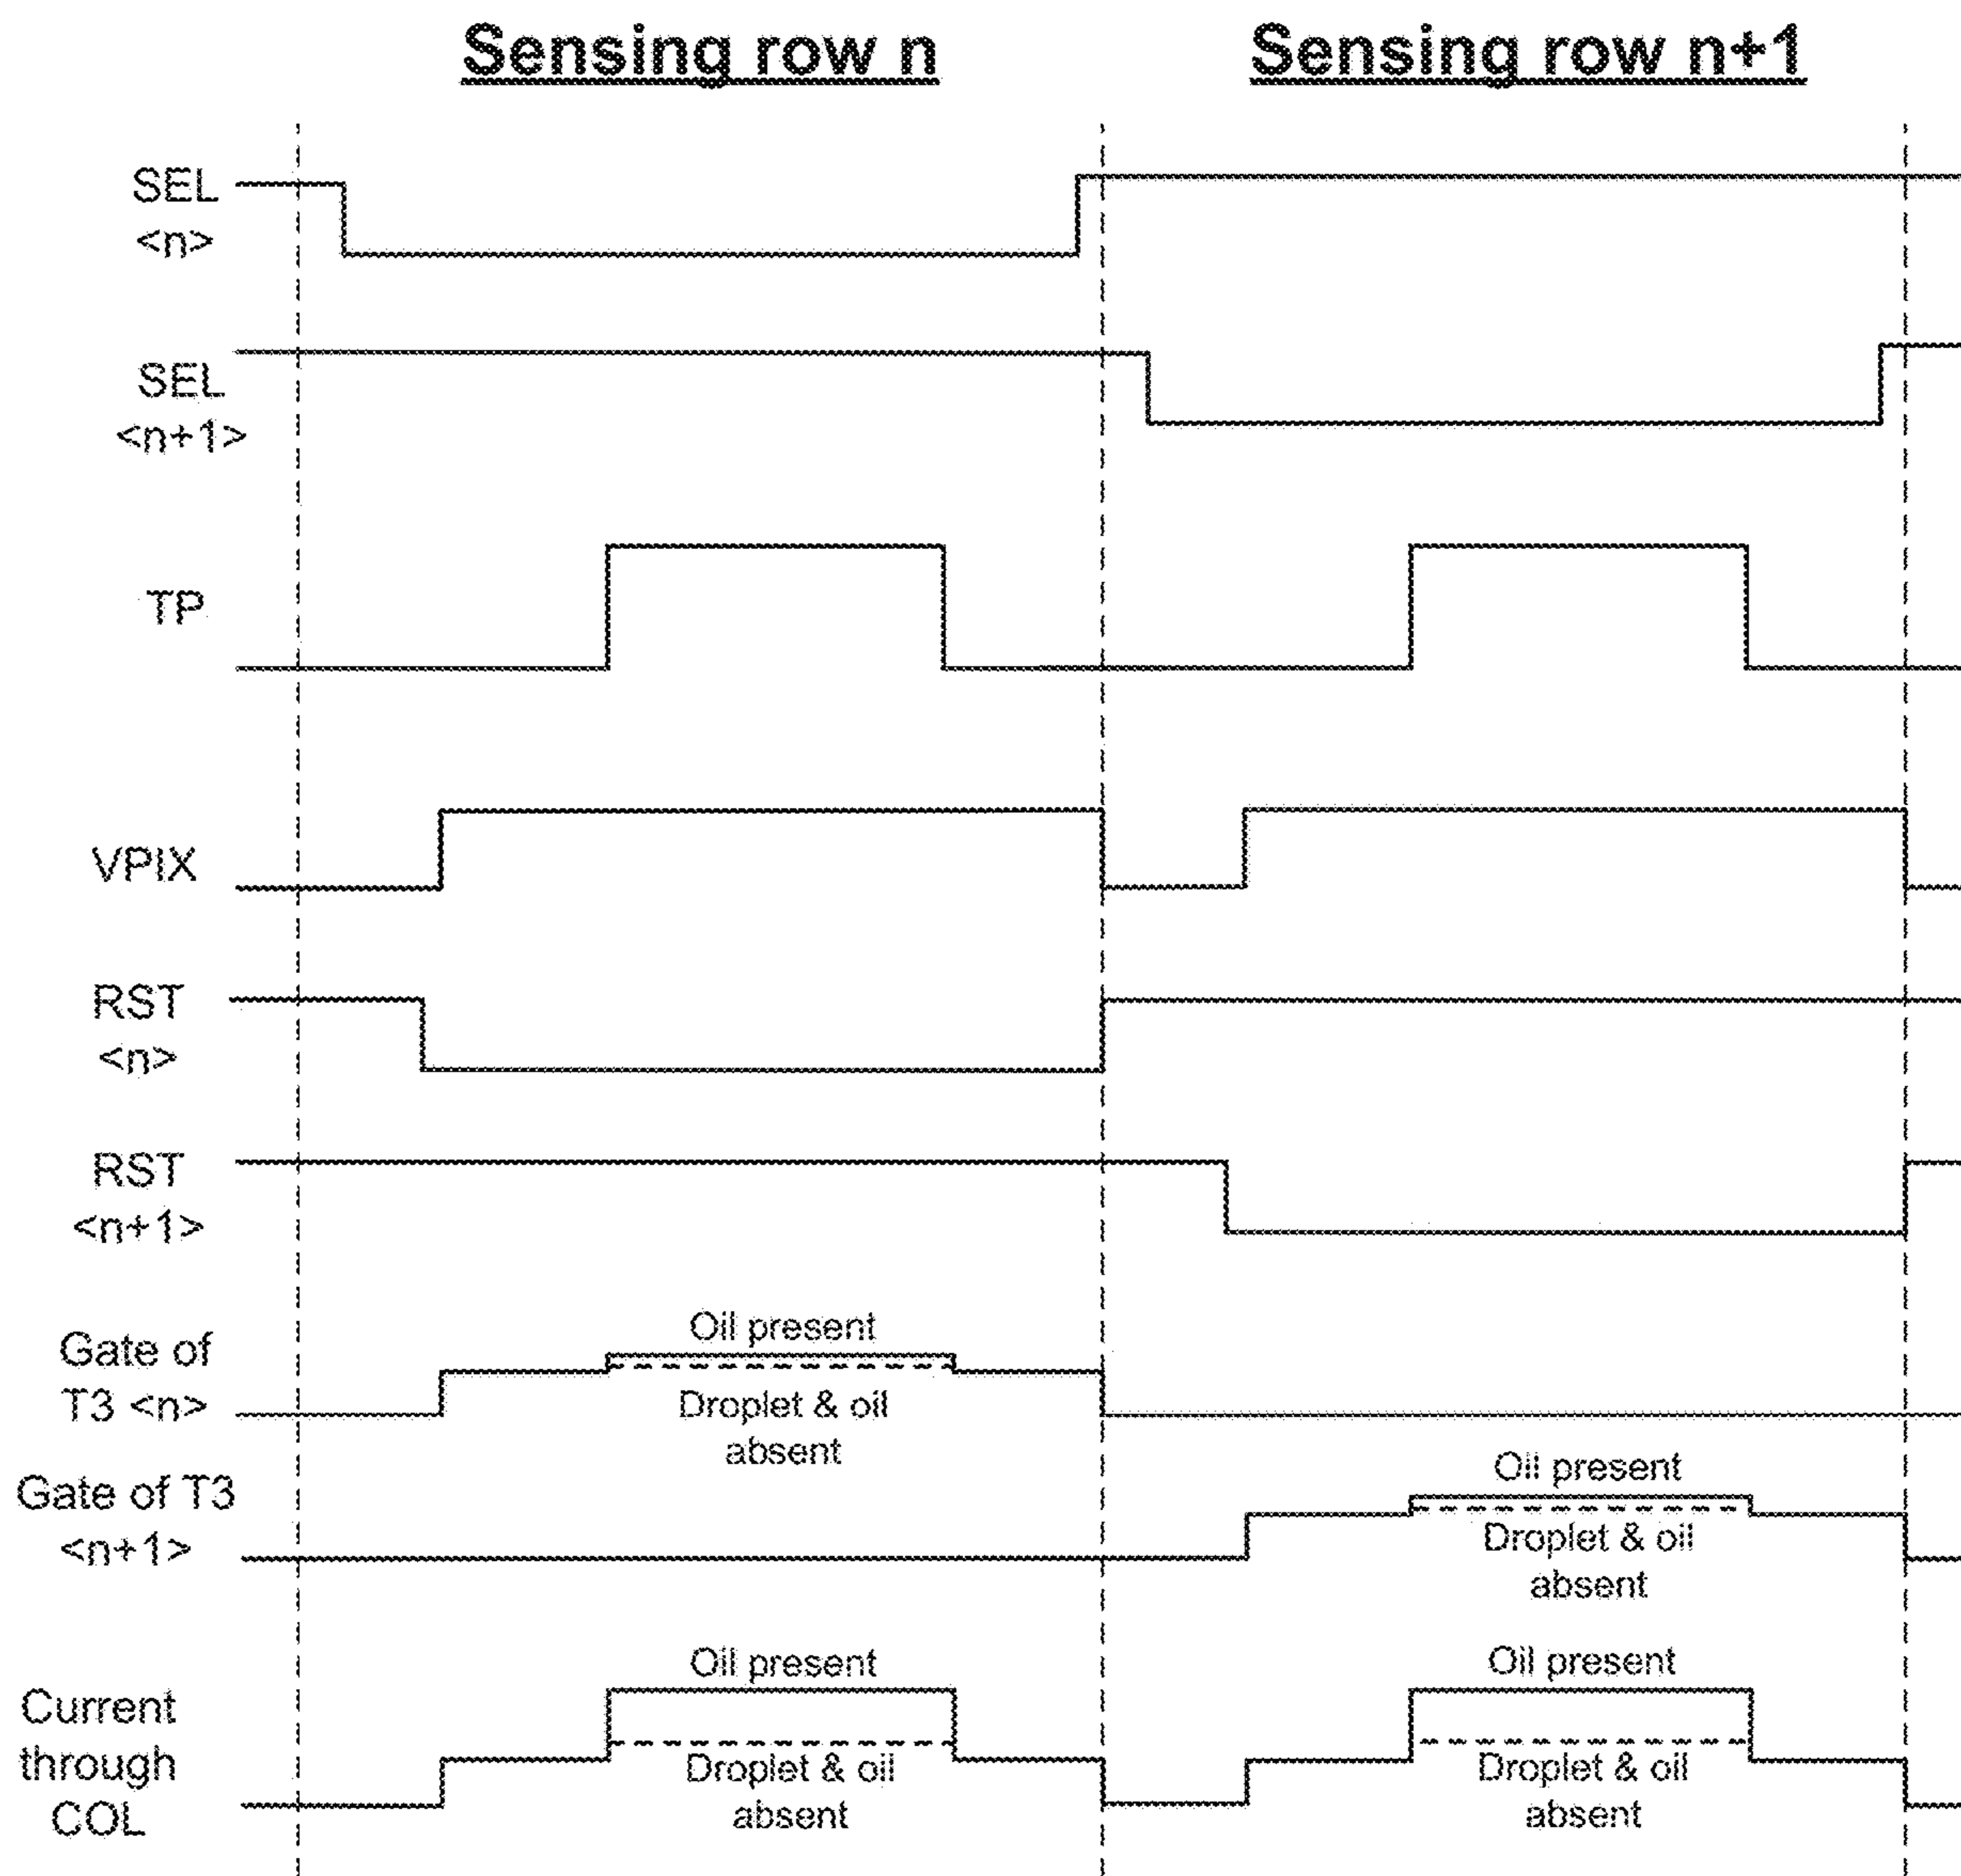 Sensing row n
Sensing row n+1
SEL
<n>
SEL
<n+1>
TP
VPIX
RST
<n>
RST
<n+1>
Oil present
Gate of
T3 <n>
Droplet & oil
absent
Oil present
Gate of T3
<n+1>
Droplet & oil
absent
Oil present
Oil present
Current
through
COL
Droplet & oil
absent
Droplet & oil
absent